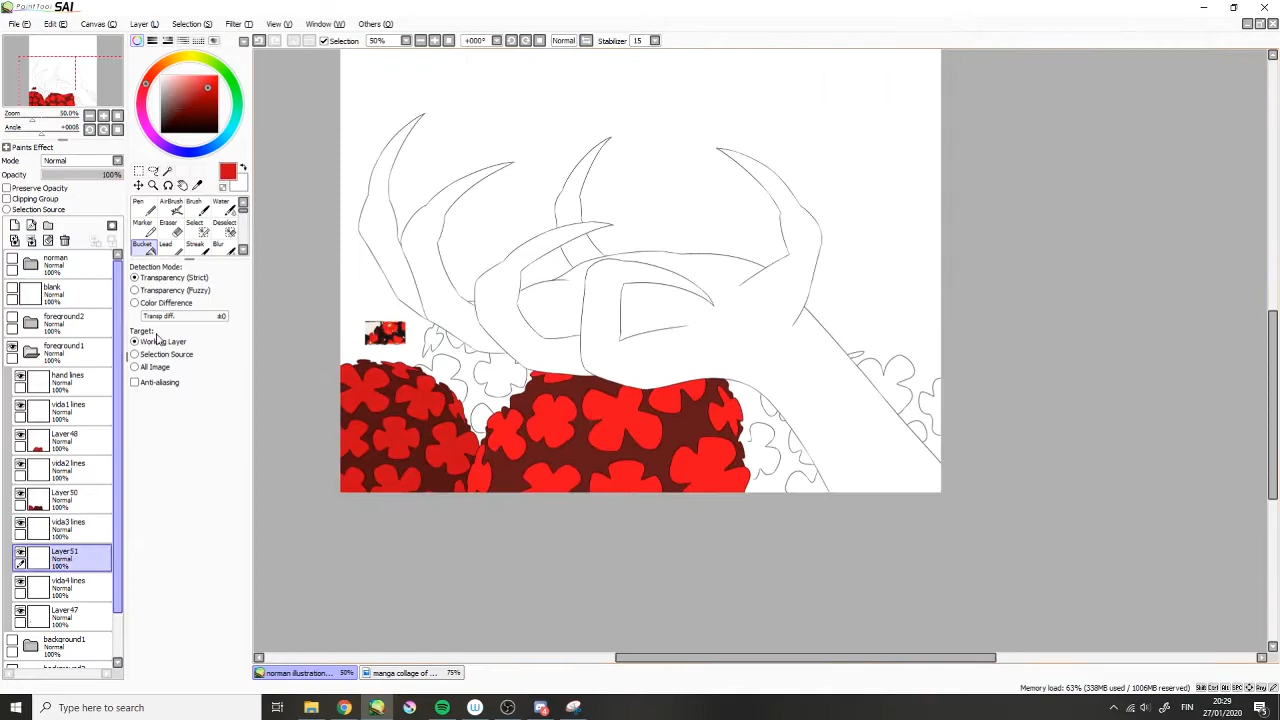 PaintTool SAI
File (F) Edit (E) Canvas (C) Layer (L) Selection (S) Filter (T) View (V) Window (W) Others (O)
Selection 50% +000° Normal Stabilizer 15
Zoom 50.0%
Angle +000°
Paints Effect
Mode Normal
Opacity 100%
Preserve Opacity
Clipping Group
Selection Source
norman
Normal
100%
blank
Normal
100%
foreground2
Normal
100%
foreground1
Normal
100%
hand lines
Normal
100%
vida1 lines
Normal
100%
Layer48
Normal
100%
vida2 lines
Normal
100%
Layer50
Normal
100%
vida3 lines
Normal
100%
Layer51
Normal
100%
vida4 lines
Normal
100%
Layer47
Normal
100%
background1
Normal
100%
Pen AirBrush Brush Water
Marker Eraser Select Deselect
Bucket Lead Streak Blur
Detection Mode:
Transparency (Strict)
Transparency (Fuzzy)
Color Difference
Transp diff. ±0
Target:
Working Layer
Selection Source
All Image
Anti-aliasing
norman illustration... 50% manga collage of ... 75%
Memory load: 63% (338MB used / 1006MB reserved) Shift Ctrl Alt SPC Any
Type here to search
FIN
20:29
27/01/2020